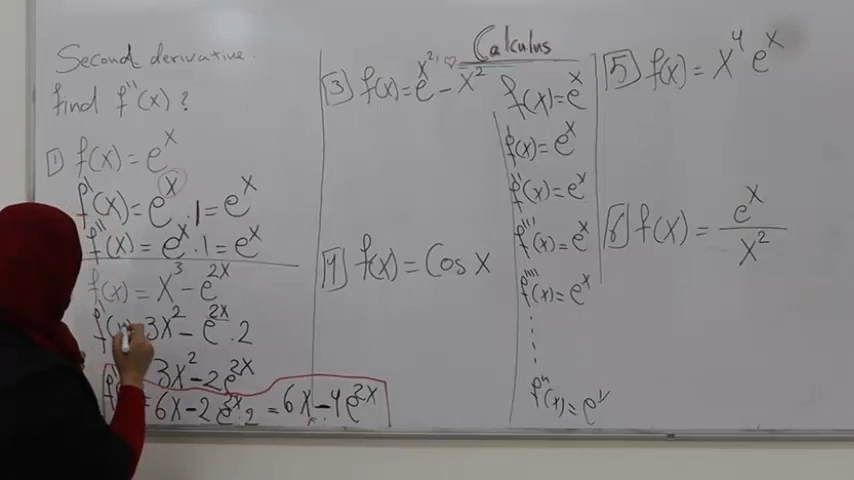 Calculus
Second derivative.
find f''(x) ?
1 f(x) = e^x
f'(x) = e^x . 1 = e^x
f''(x) = e^x . 1 = e^x
f(x) = x^3 - e^2x
3x^2 - e^2x . 2
3x^2 - 2e^2x
= 6x - 2e^2x . 2 = 6x - 4e^2x
3 f(x) = e^x^2 - x^2
4 f(x) = Cos x
f(x) = e^x
f'(x) = e^x
f''(x) = e^x
f'''(x) = e^x
f''''(x) = e^x
f^n(x) = e^x
5 f(x) = x^4 e^x
6 f(x) = e^x / x^2